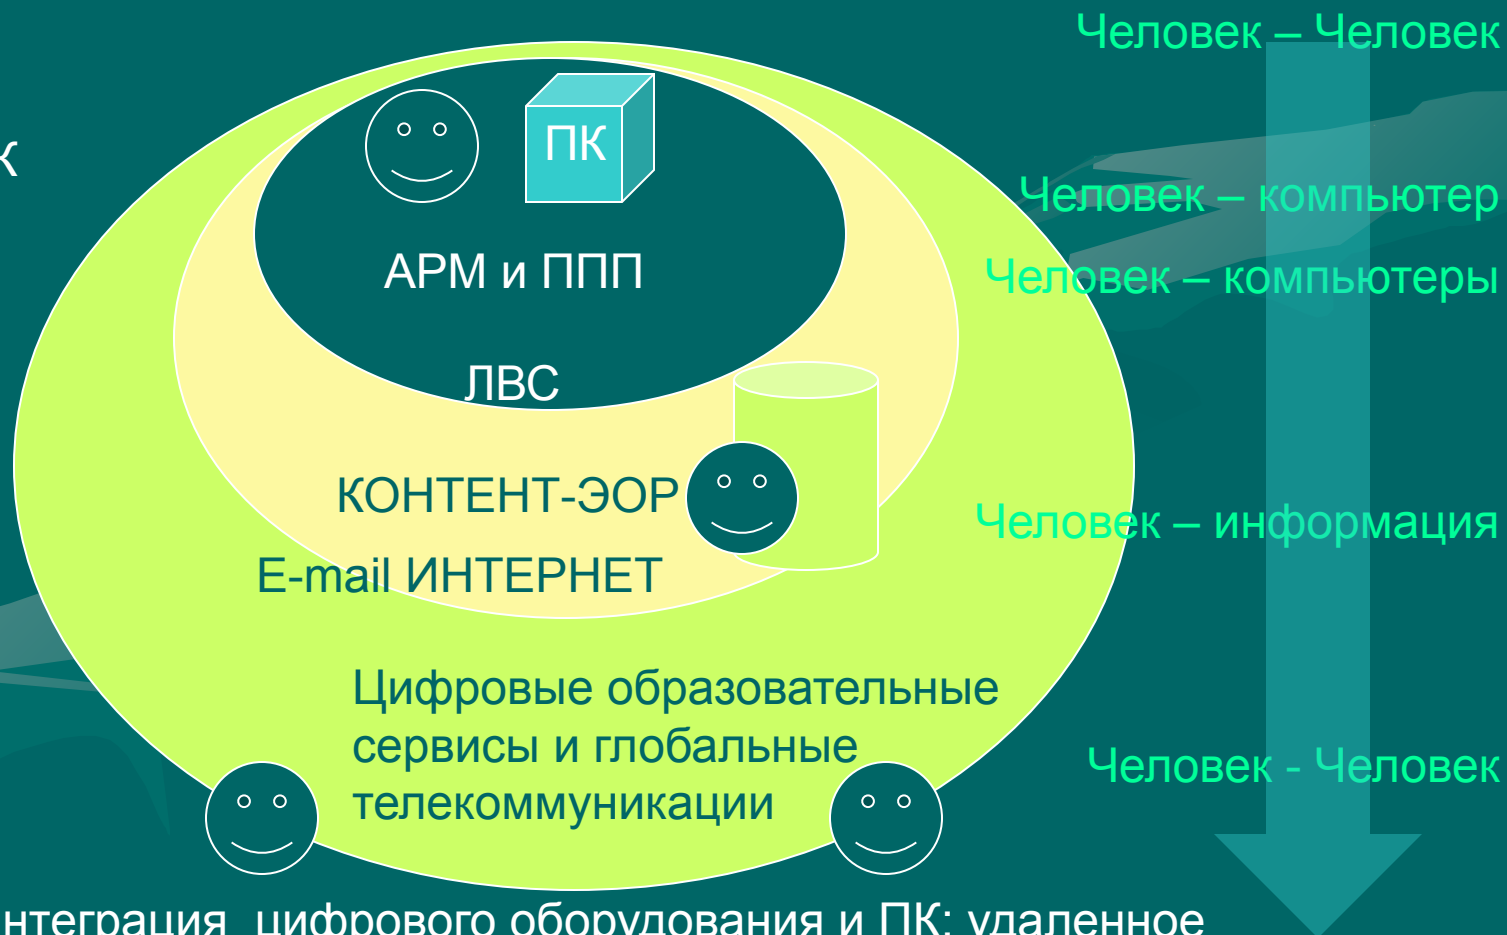 Человек – Человек
ПК
К
Человек – компьютер
АРМ и ППП
Человек – компьютеры
ЛВС
КОНТЕНТ-ЭОР
Человек – информация
E-mail ИНТЕРНЕТ
Цифровые образовательные
сервисы и глобальные
телекоммуникации
Человек - Человек
нтеграция цифрового оборудования и ПК: удаленное